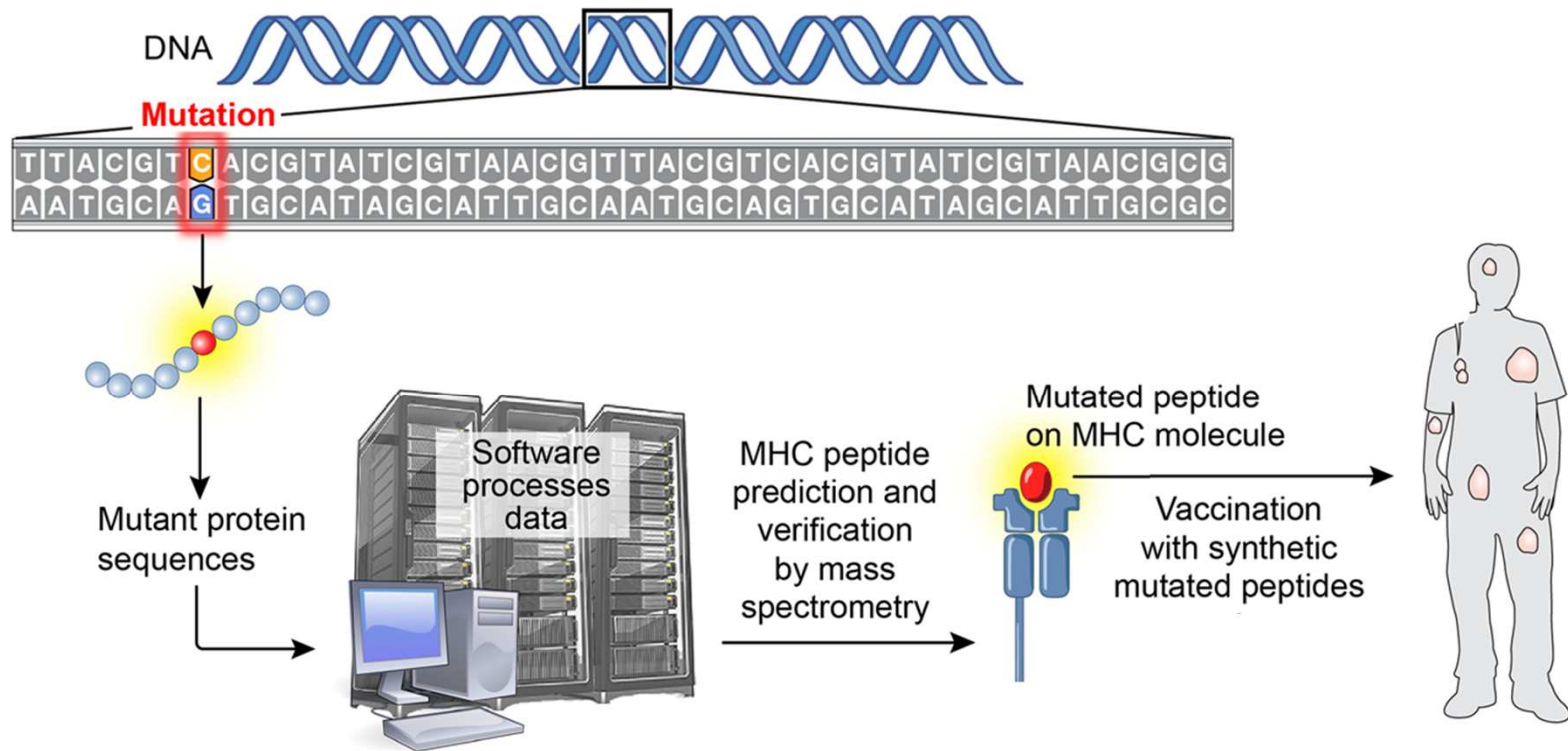 DNA
Mutation
TTACGTCACGTATCGTAACGTTACGTCACGTATCGTAACGCG
AATGCAGTGCATAGCATTGCAATGCAGTGCATAGCATTGCGC
Mutant protein
sequences
Software
processes
data
MHC peptide
prediction and
verification
by mass
spectrometry
Mutated peptide
on MHC molecule
Vaccination
with synthetic
mutated peptides